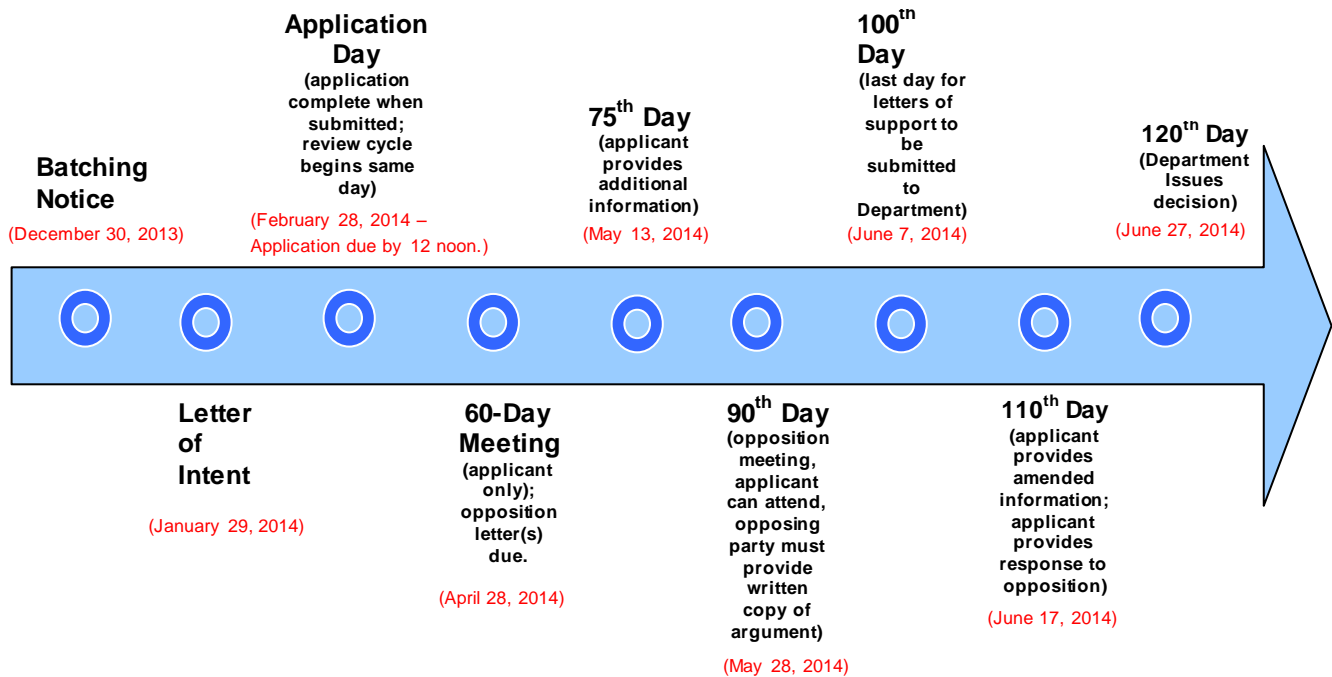 Batching
Notice
(December 30, 2013)
Letter
of
Intent
(January 29, 2014)
Application
Day
(application
complete when
submitted;
review cycle
begins same
day)
(February 28, 2014 –
Application due by 12 noon.)
60-Day
Meeting
(applicant
only);
opposition
letter(s)
due.
(April 28, 2014)
75th Day
(applicant
provides
additional
information)
(May 13, 2014)
90th Day
(opposition
meeting,
applicant
can attend,
opposing
party must
provide
written
copy of
argument)
(May 28, 2014)
100th
Day
(last day for
letters of
support to
be
submitted
to
Department)
(June 7, 2014)
110th Day
(applicant
provides
amended
information;
applicant
provides
response to
opposition)
(June 17, 2014)
120th Day
(Department
Issues
decision)
(June 27, 2014)